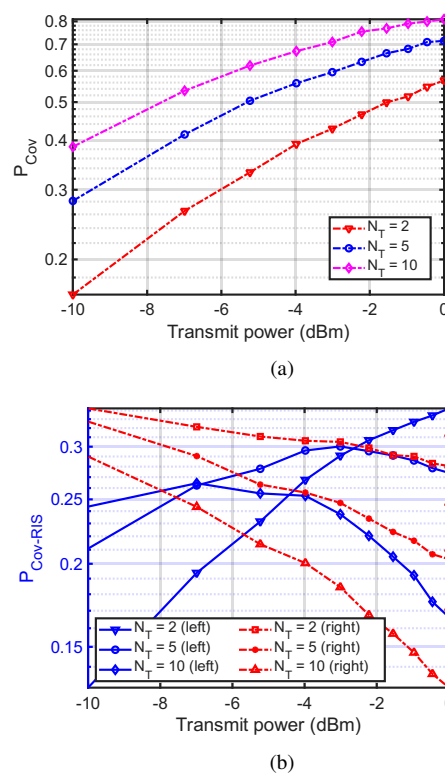 0.8
0.7
0.6
0.5
0.4
0.3
0.2
P_Cov
N_T = 2
N_T = 5
N_T = 10
-10 -8 -6 -4 -2 0
Transmit power (dBm)
(a)
0.3
0.25
0.2
0.15
P_Cov-RIS
N_T = 2 (left) N_T = 2 (right)
N_T = 5 (left) N_T = 5 (right)
N_T = 10 (left) N_T = 10 (right)
-10 -8 -6 -4 -2 0
Transmit power (dBm)
(b)